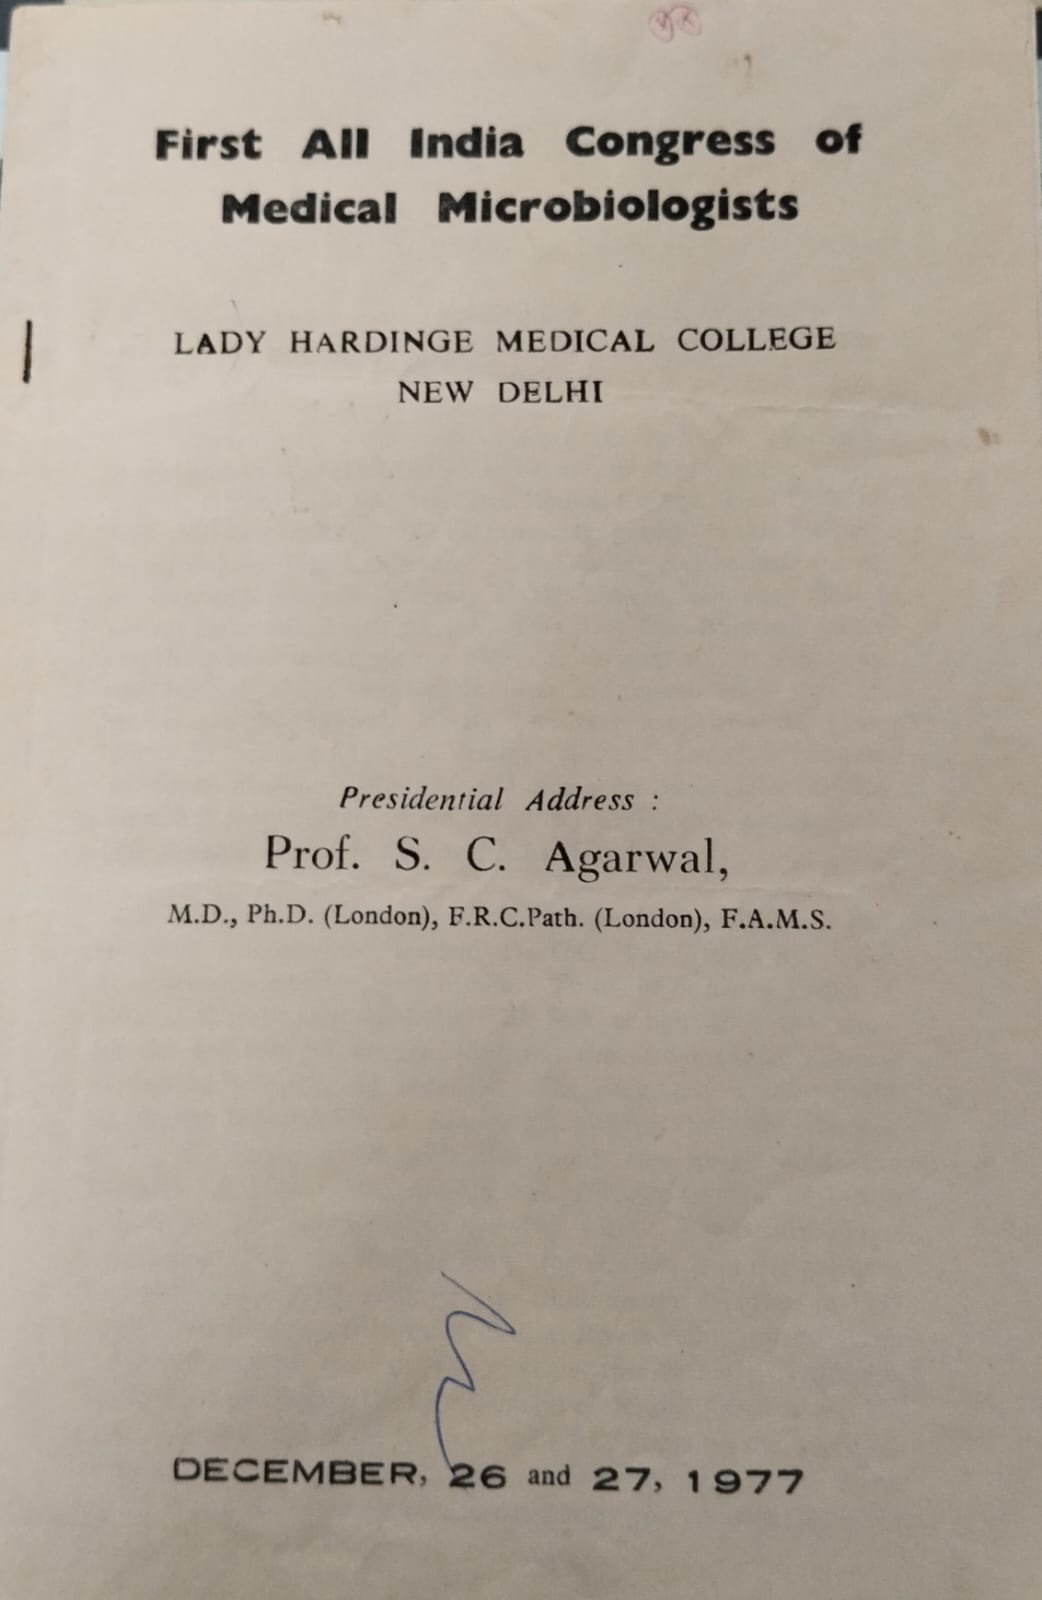 First All India Congress of
Medical Microbiologists
LADY HARDINGE MEDICAL COLLEGE
NEW DELHI
Presidential Address :
Prof. S. C. Agarwal,
M.D., Ph.D. (London), F.R.C.Path. (London), F.A.M.S.
DECEMBER, 26 and 27, 1977